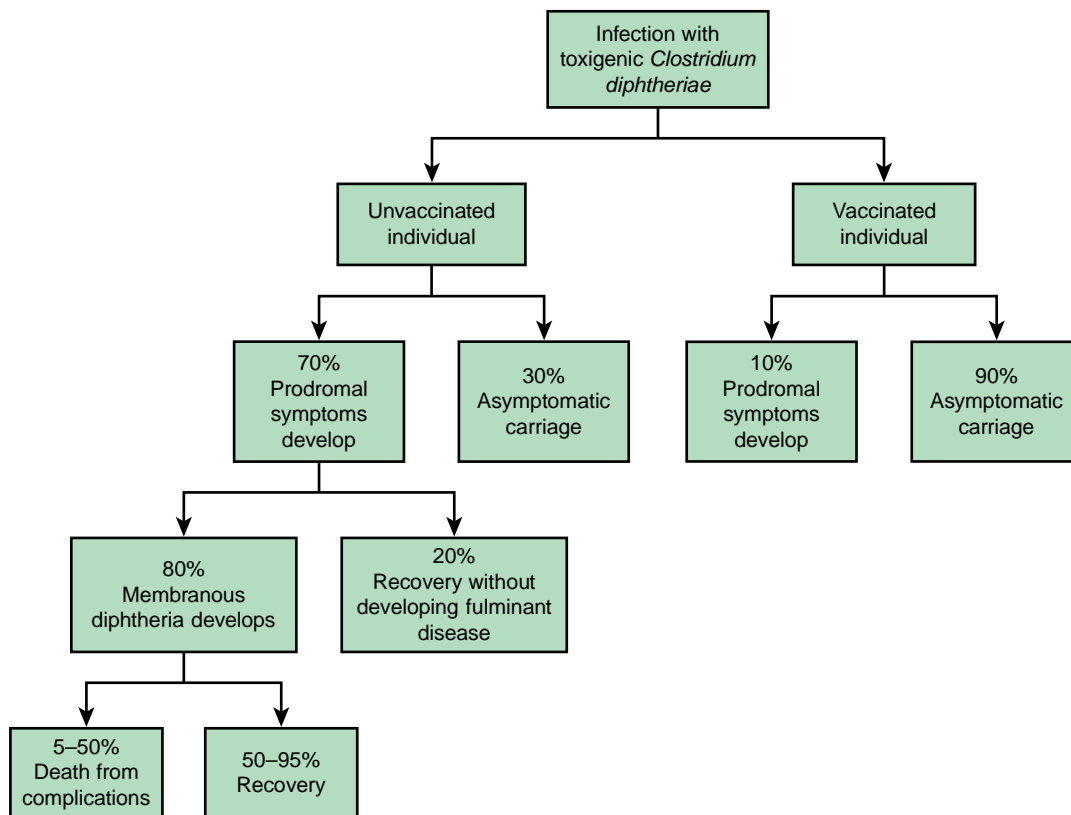 Infection with
toxigenic Clostridium
diphtheriae
Unvaccinated
individual
Vaccinated
individual
70%
Prodromal
symptoms
develop
30%
Asymptomatic
carriage
10%
Prodromal
symptoms
develop
90%
Asymptomatic
carriage
80%
Membranous
diphtheria develops
20%
Recovery without
developing fulminant
disease
5–50%
Death from
complications
50–95%
Recovery